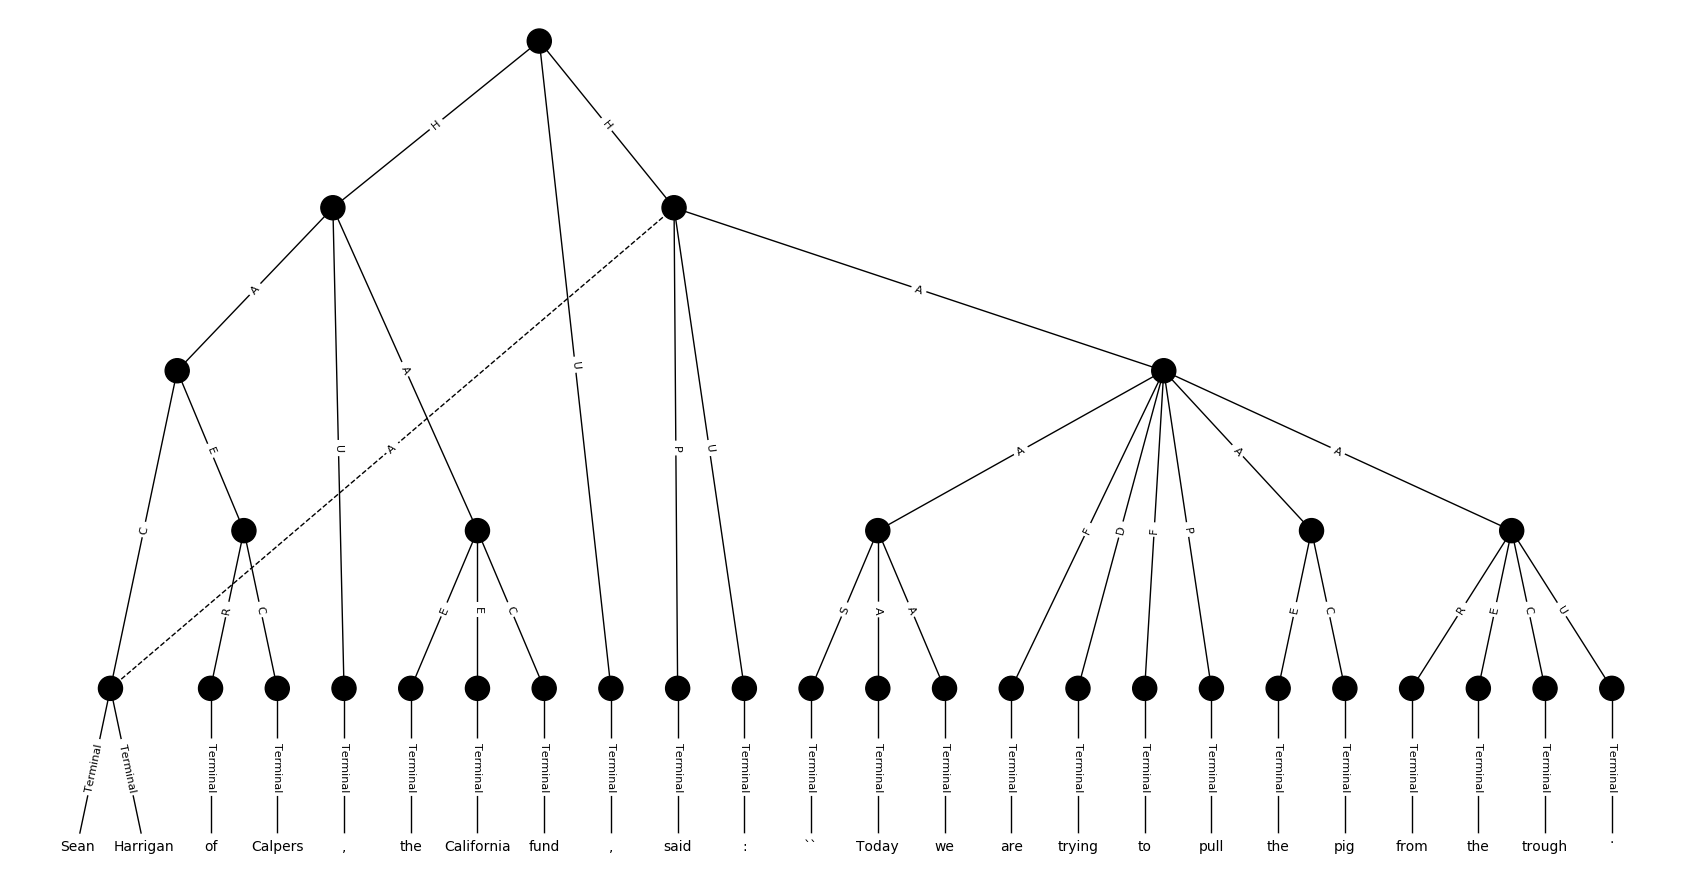 H H
A A U A
E U A P U A A A
C F D F P
R C E E C S A A E C R E C U
Terminal Terminal Terminal Terminal Terminal Terminal Terminal Terminal Terminal Terminal Terminal Terminal Terminal Terminal Terminal Terminal Terminal Terminal Terminal Terminal Terminal Terminal Terminal Terminal
Sean Harrigan of Calpers , the California fund , said : `` Today we are trying to pull the pig from the trough .